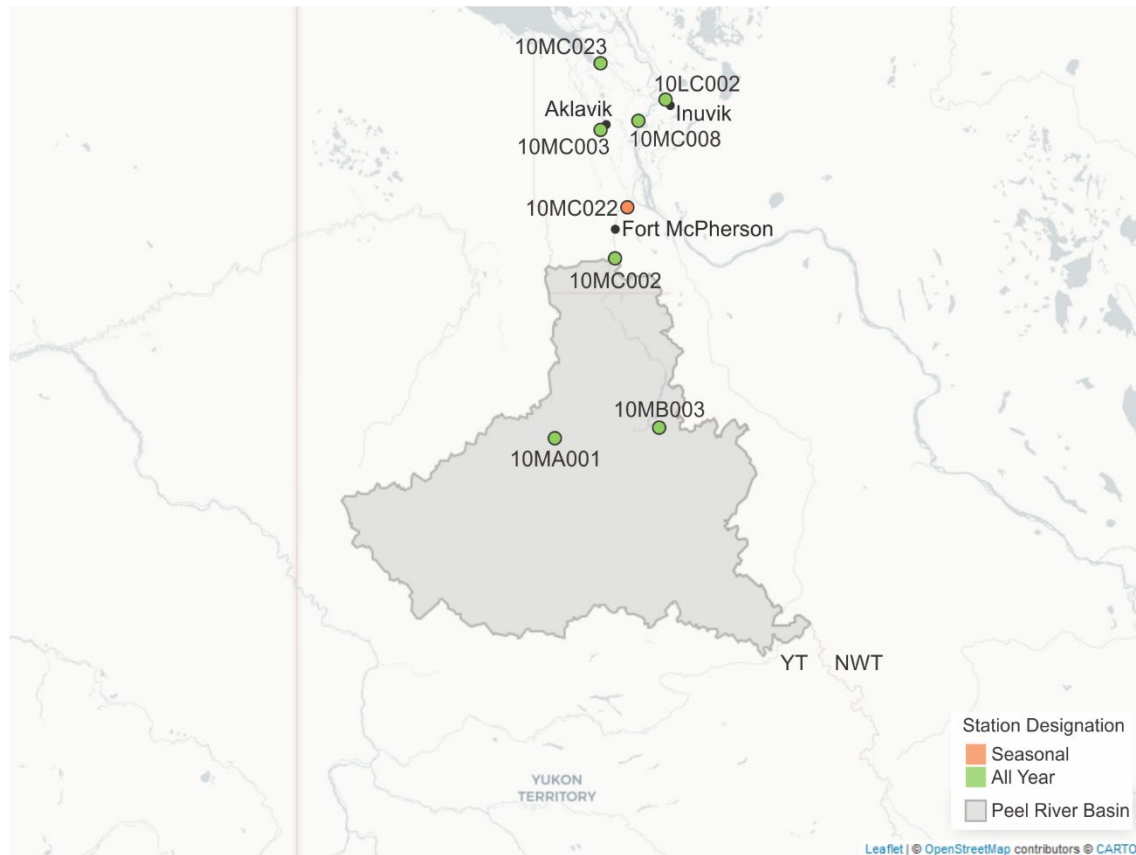 10MC023
10LC002
Aklavik
Inuvik
10MC003
10MC008
10MC022
Fort McPherson
10MC002
10MB003
10MA001
YT
NWT
Station Designation
Seasonal
All Year
Peel River Basin
YUKON
TERRITORY
Leaflet | © OpenStreetMap contributors © CARTO